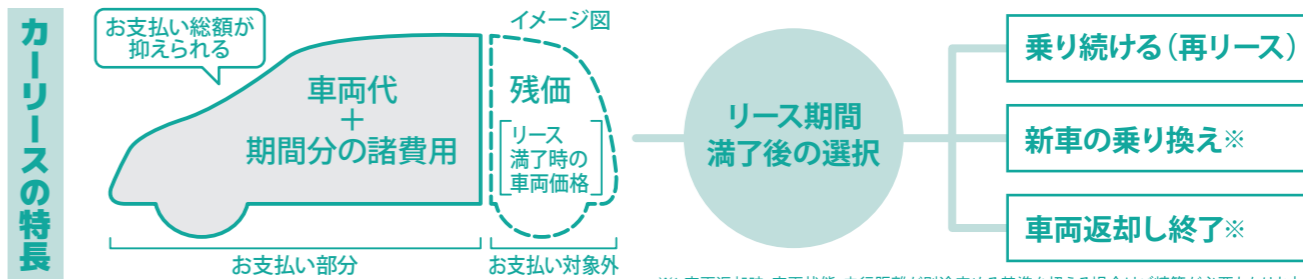 カーリースの特長
お支払い総額が
抑えられる
イメージ図
車両代
+
期間分の諸費用
残価
リース
満了時の
車両価格
お支払い部分
お支払い対象外
リース期間
満了後の選択
乗り続ける(再リース)
新車の乗り換え※
車両返却し終了※